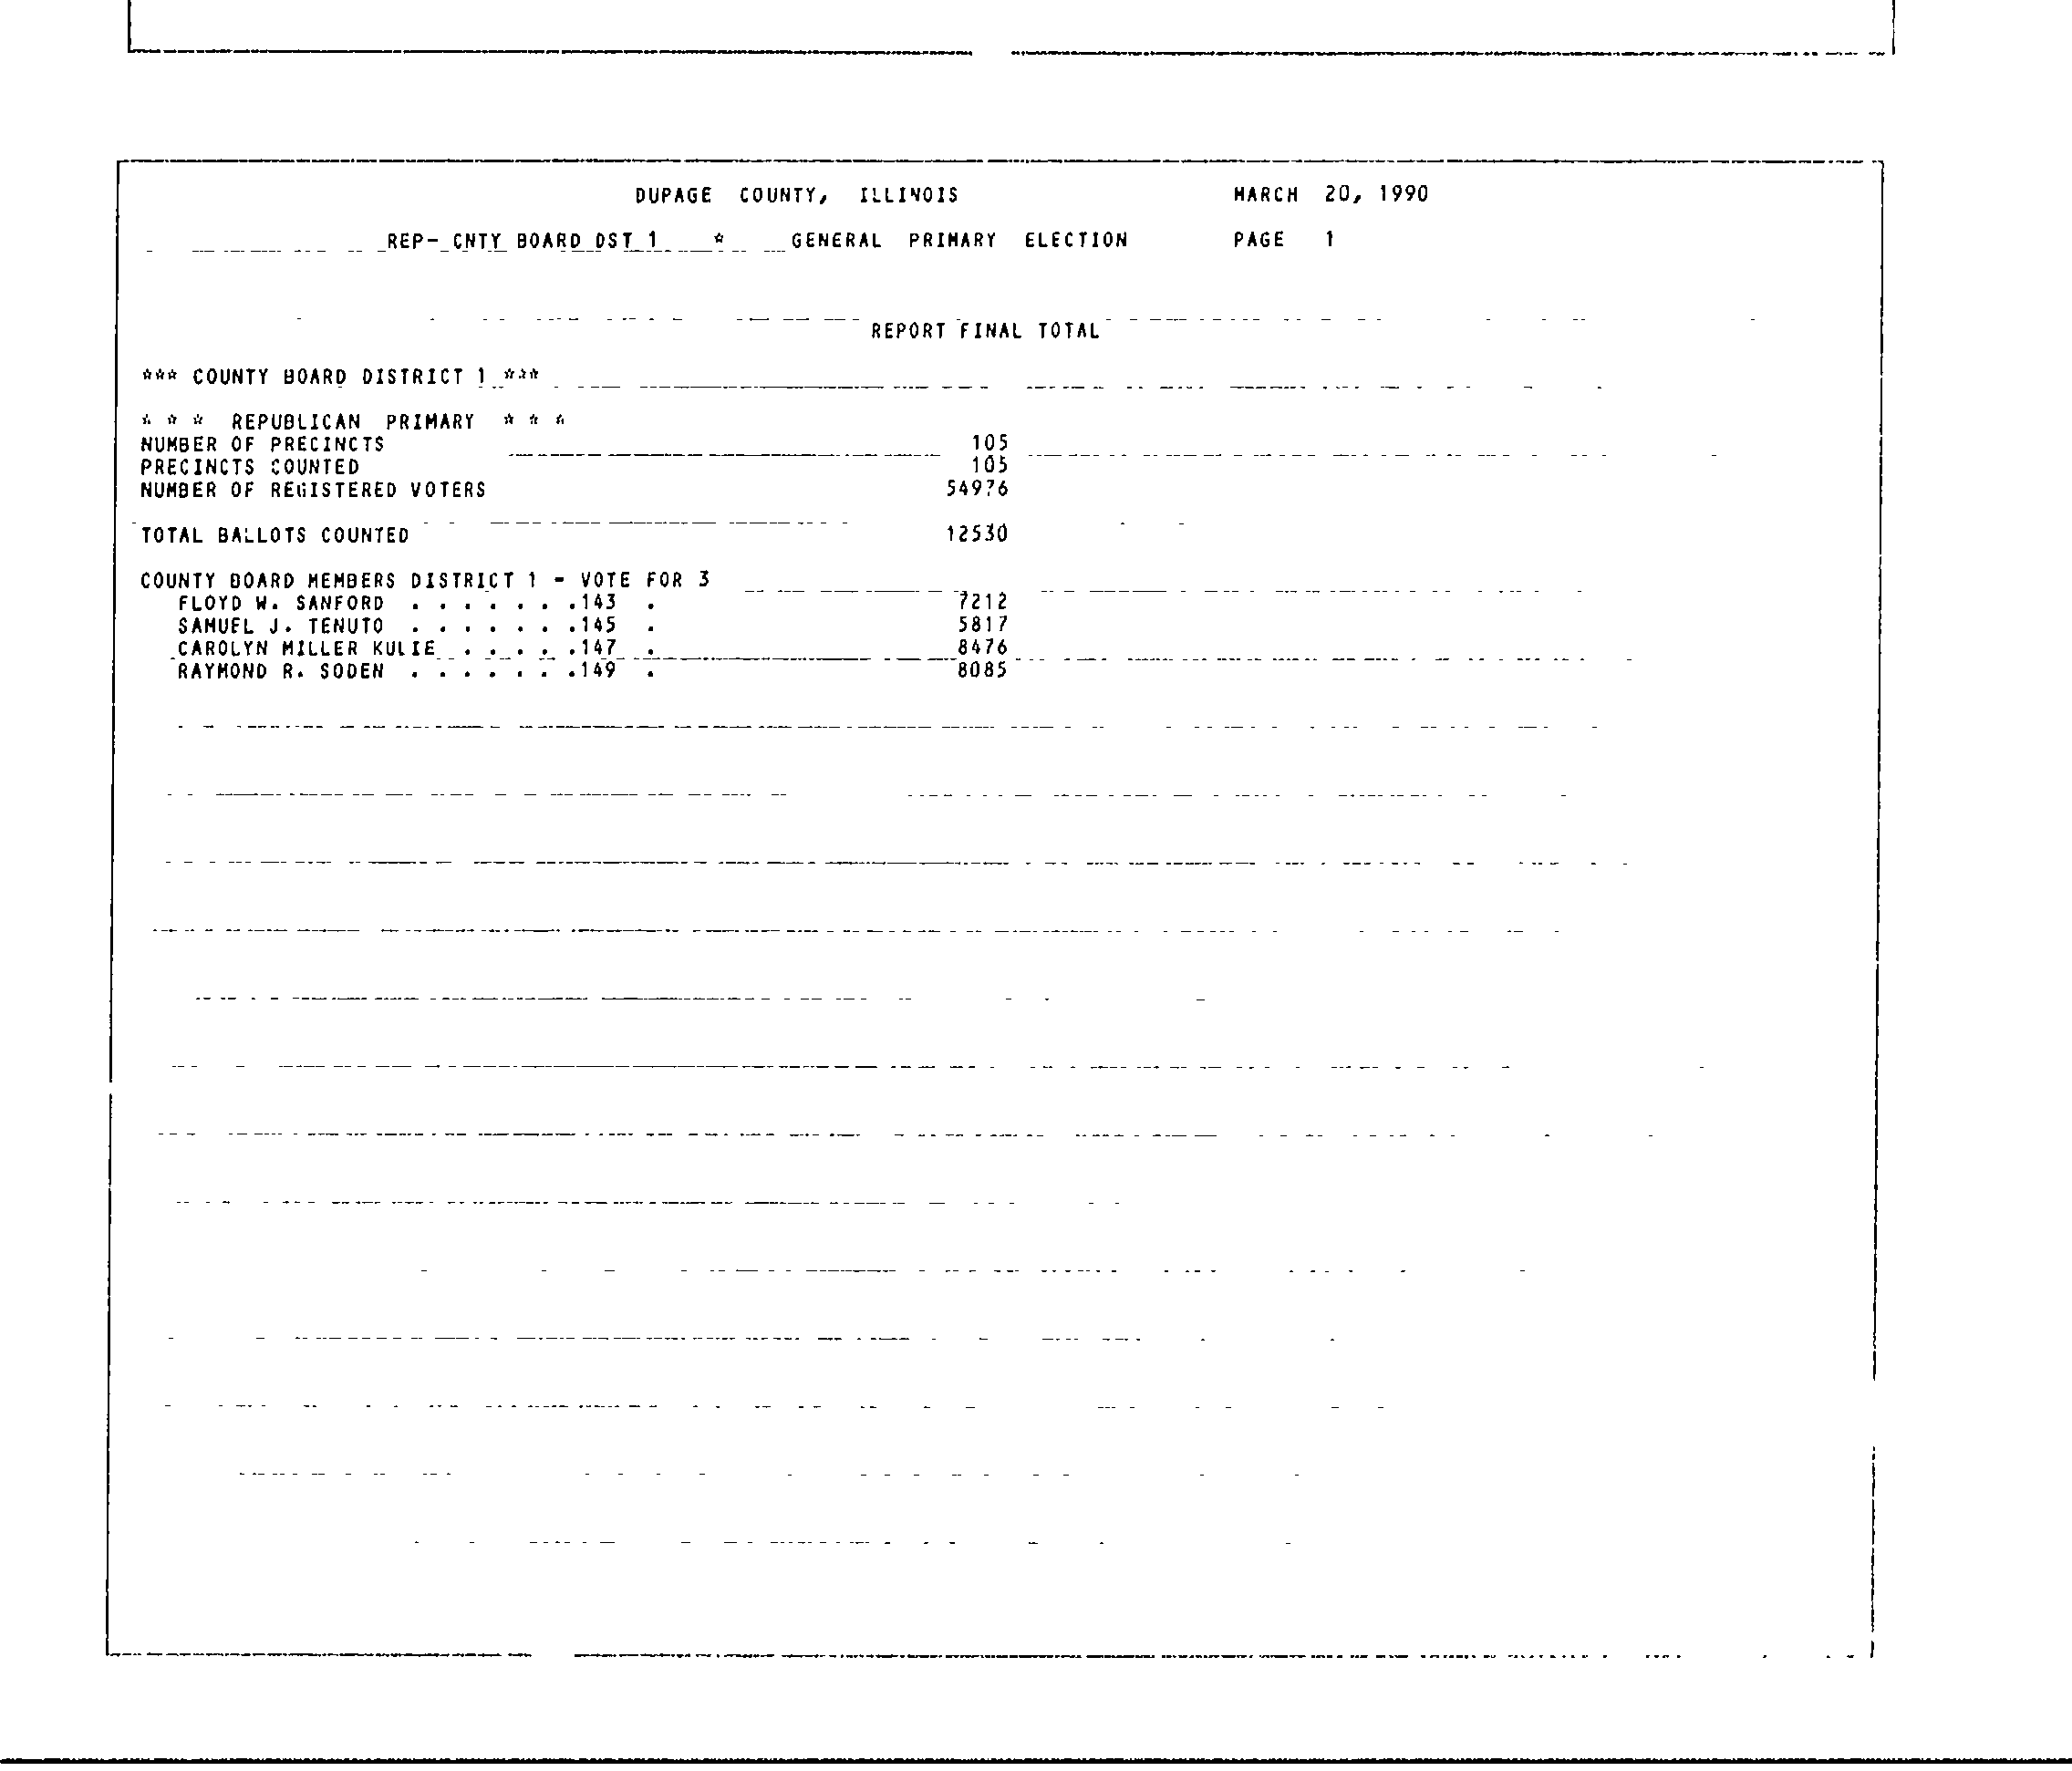 DUPAGE COUNTY, ILLINOIS MARCH 20, 1990
REP- CNTY BOARD DST 1 * GENERAL PRIMARY ELECTION PAGE 1
REPORT FINAL TOTAL
*** COUNTY BOARD DISTRICT 1 ***
* * * REPUBLICAN PRIMARY * * *
NUMBER OF PRECINCTS 105
PRECINCTS COUNTED 105
NUMBER OF REGISTERED VOTERS 54976
TOTAL BALLOTS COUNTED 12530
COUNTY BOARD MEMBERS DISTRICT 1 - VOTE FOR 3
FLOYD W. SANFORD . . . . . . .143 . 7212
SAMUEL J. TENUTO . . . . . . .145 . 5817
CAROLYN MILLER KULIE . . . . .147 . 8476
RAYMOND R. SODEN . . . . . . .149 . 8085